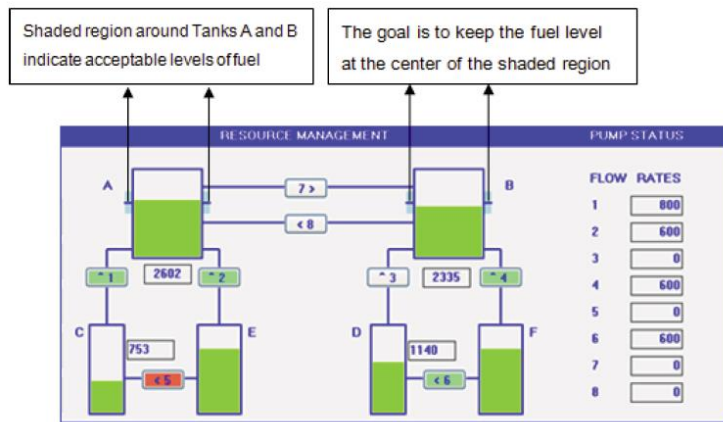 Shaded region around Tanks A and B
indicate acceptable levels of fuel
The goal is to keep the fuel level
at the center of the shaded region
RESOURCE MANAGEMENT
PUMP STATUS
A
7 >
B
< 8
FLOW RATES
1 800
2 600
3 0
4 600
5 0
6 600
7 0
8 0
^ 1
2602
^ 2
^ 3
2335
^ 4
C
753
E
D
1140
F
< 5
< 6